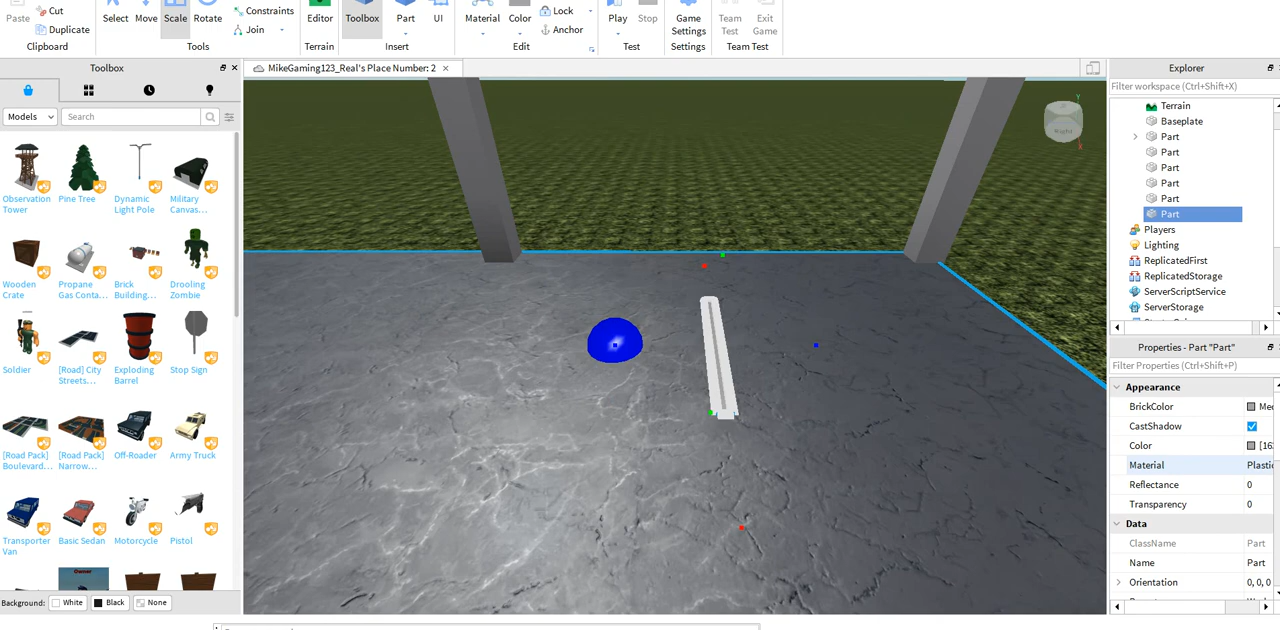 Paste
Cut
Duplicate
Clipboard
Select
Move
Scale
Rotate
Constraints
Join
Tools
Editor
Terrain
Toolbox
Part
UI
Insert
Material
Color
Lock
Anchor
Edit
Play
Stop
Test
Game
Settings
Settings
Team
Test
Exit
Game
Team Test
Toolbox
Models
Search
Observation
Tower
Pine Tree
Dynamic
Light Pole
Military
Canvas...
Wooden
Crate
Propane
Gas Conta...
Brick
Building...
Drooling
Zombie
Soldier
[Road] City
Streets...
Exploding
Barrel
Stop Sign
[Road Pack]
Boulevard...
[Road Pack]
Narrow...
Off-Roader
Army Truck
Transporter
Van
Basic Sedan
Motorcycle
Pistol
Background:
White
Black
None
MikeGaming123_Real's Place Number: 2
Right
Explorer
Filter workspace (Ctrl+Shift+X)
Terrain
Baseplate
Part
Part
Part
Part
Part
Part
Players
Lighting
ReplicatedFirst
ReplicatedStorage
ServerScriptService
ServerStorage
Properties - Part "Part"
Filter Properties (Ctrl+Shift+P)
Appearance
BrickColor
Med
CastShadow
Color
[16
Material
Plastic
Reflectance
0
Transparency
0
Data
ClassName
Part
Name
Part
Orientation
0, 0, 0